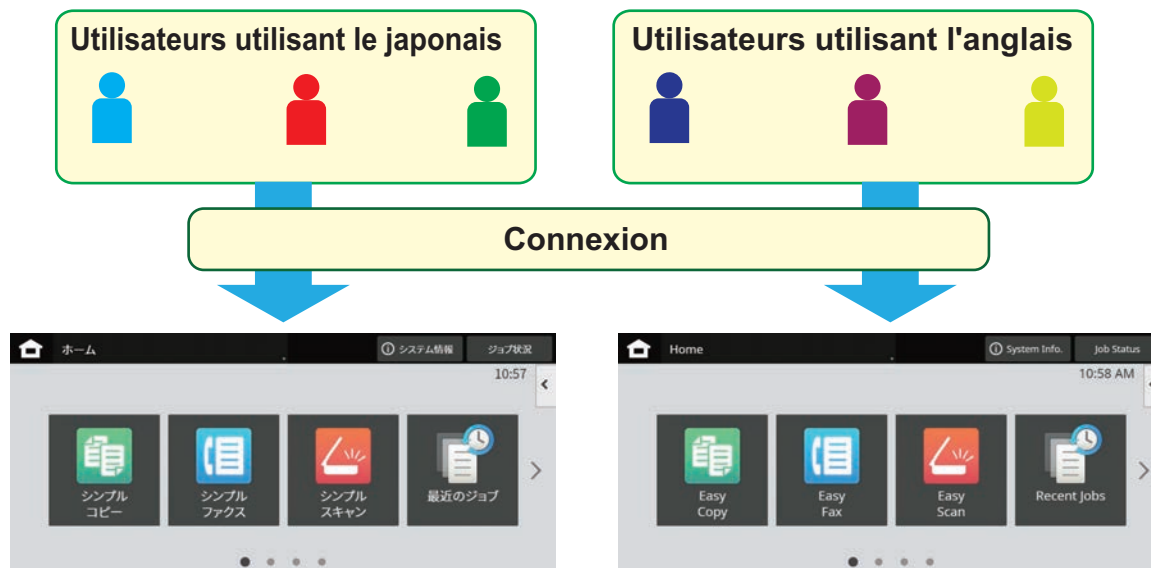 Utilisateurs utilisant le japonais
Utilisateurs utilisant l'anglais
Connexion
ホーム
システム情報
ジョブ状況
10:57
シンプル
コピー
シンプル
ファクス
シンプル
スキャン
最近のジョブ
Home
System Info.
Job Status
10:58 AM
Easy
Copy
Easy
Fax
Easy
Scan
Recent Jobs